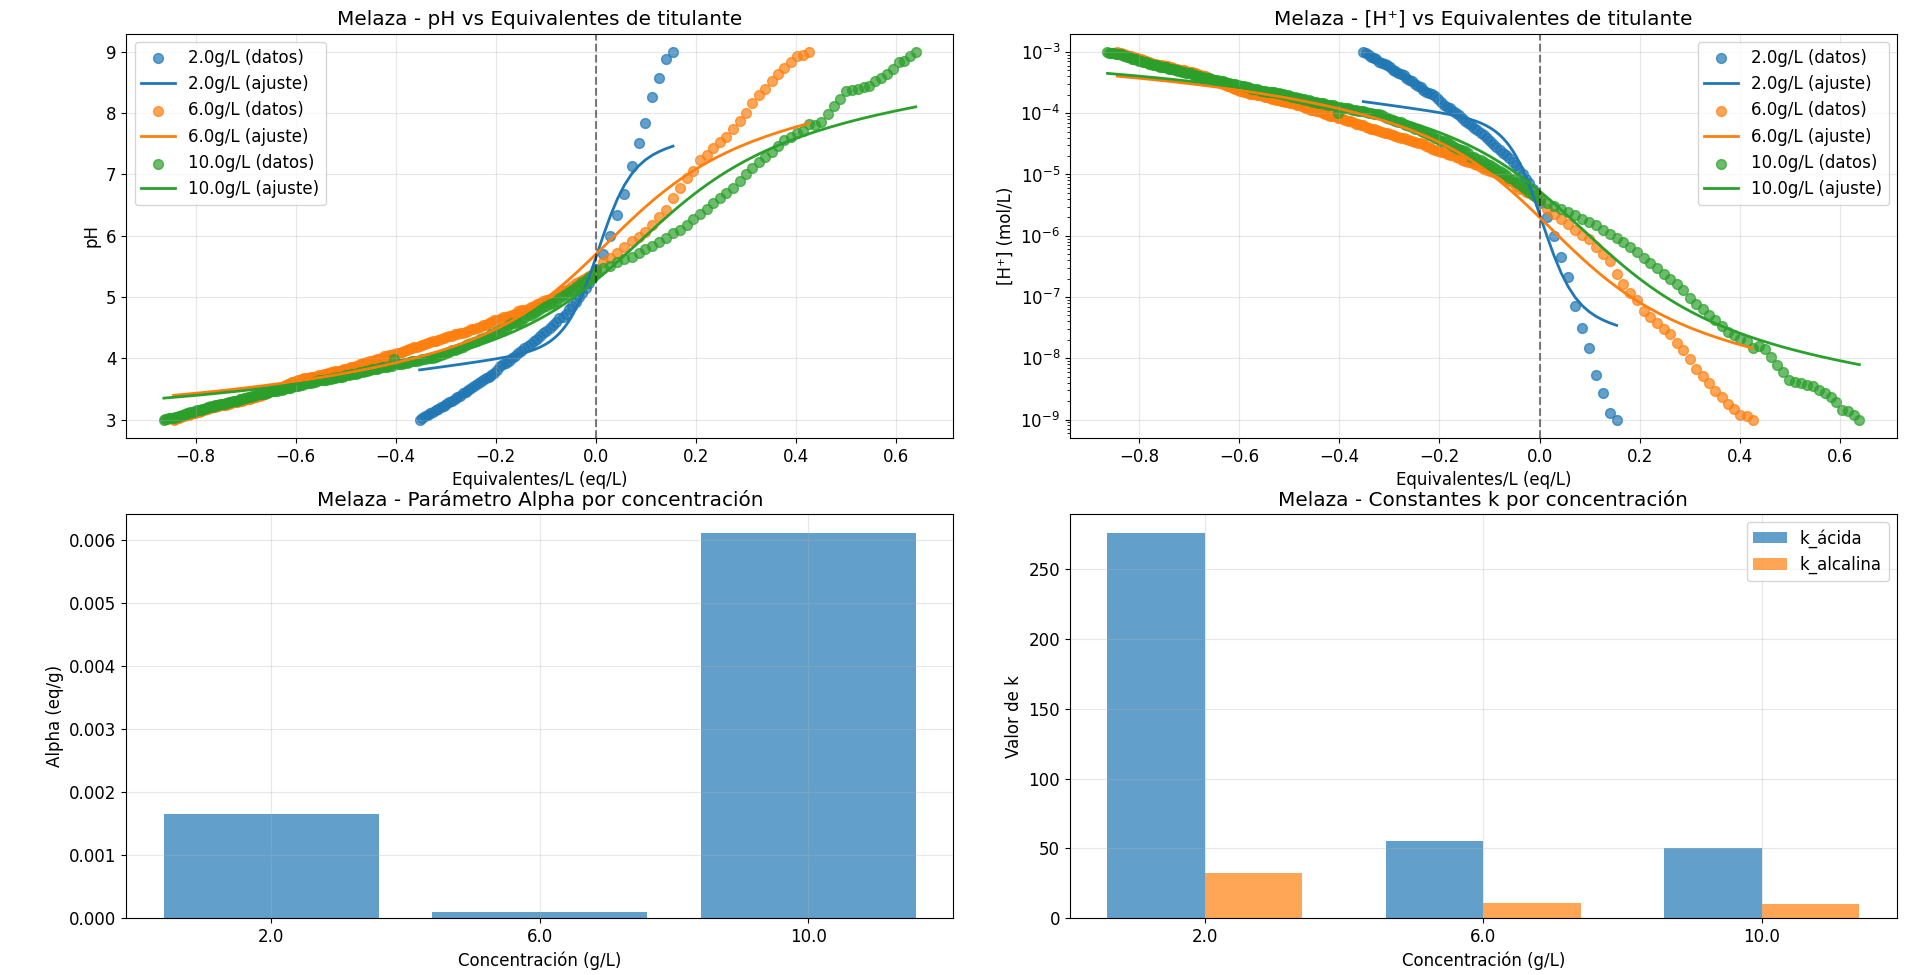 Melaza - pH vs Equivalentes de titulante
pH
9
8
7
6
5
4
3
2.0g/L (datos)
2.0g/L (ajuste)
6.0g/L (datos)
6.0g/L (ajuste)
10.0g/L (datos)
10.0g/L (ajuste)
−0.8 −0.6 −0.4 −0.2 0.0 0.2 0.4 0.6
Equivalentes/L (eq/L)
Melaza - [H⁺] vs Equivalentes de titulante
[H⁺] (mol/L)
10⁻³
10⁻⁴
10⁻⁵
10⁻⁶
10⁻⁷
10⁻⁸
10⁻⁹
2.0g/L (datos)
2.0g/L (ajuste)
6.0g/L (datos)
6.0g/L (ajuste)
10.0g/L (datos)
10.0g/L (ajuste)
−0.8 −0.6 −0.4 −0.2 0.0 0.2 0.4 0.6
Equivalentes/L (eq/L)
Melaza - Parámetro Alpha por concentración
Alpha (eq/g)
0.006
0.005
0.004
0.003
0.002
0.001
0.000
2.0 6.0 10.0
Concentración (g/L)
Melaza - Constantes k por concentración
Valor de k
250
200
150
100
50
0
k_ácida
k_alcalina
2.0 6.0 10.0
Concentración (g/L)